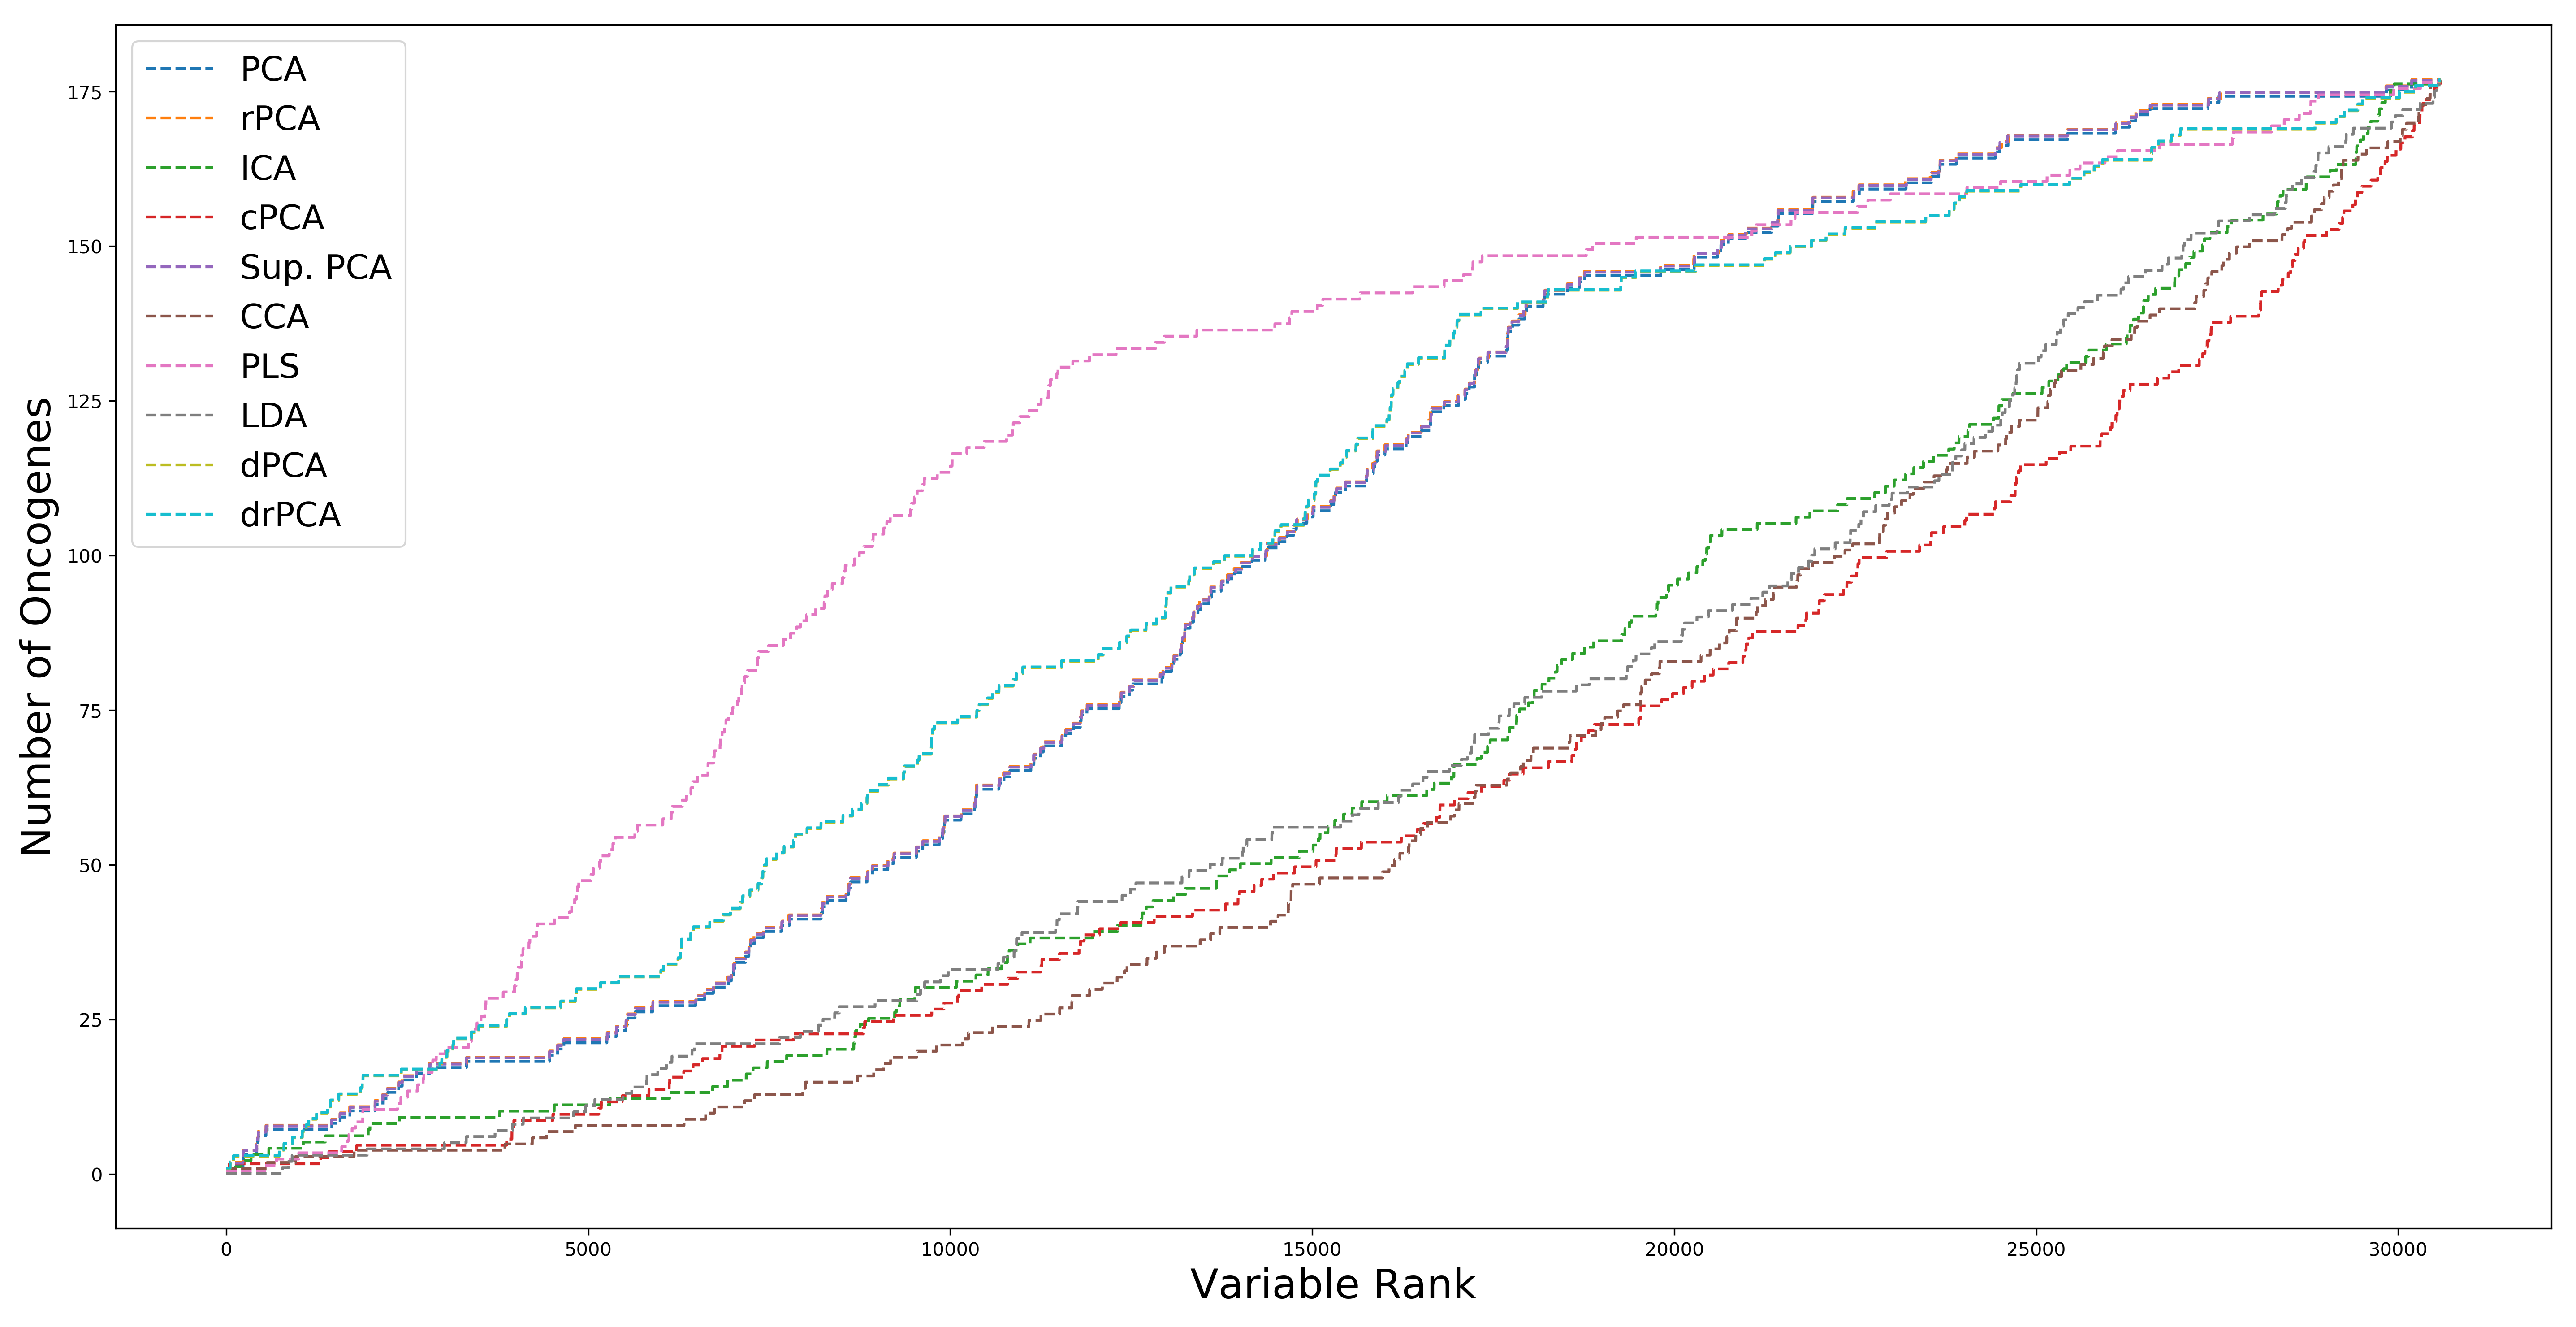 PCA
rPCA
ICA
cPCA
Sup. PCA
CCA
PLS
LDA
dPCA
drPCA
175
150
125
100
75
50
25
0
Number of Oncogenes
0 5000 10000 15000 20000 25000 30000
Variable Rank